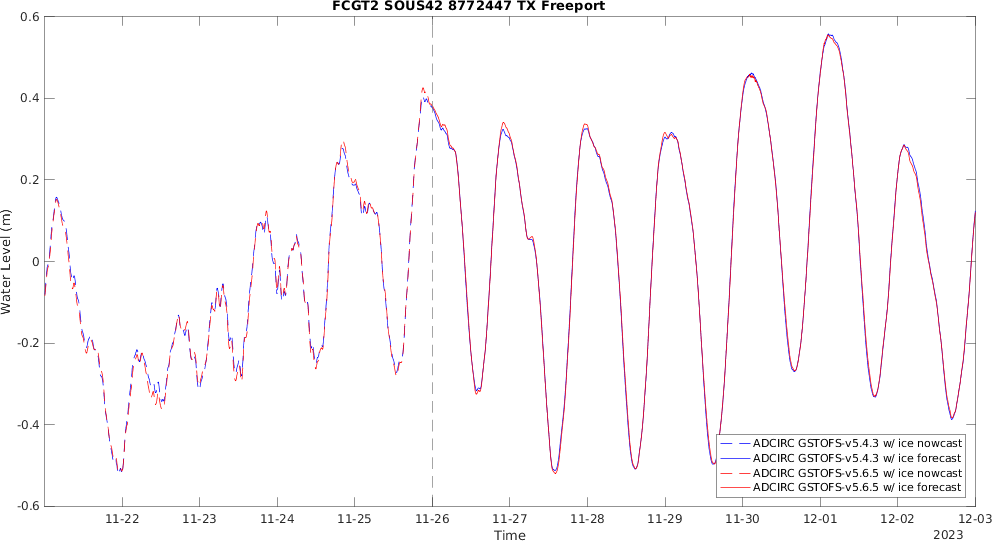 FCGT2 SOUS42 8772447 TX Freeport
0.6
0.4
0.2
0
-0.2
-0.4
-0.6
Water Level (m)
11-22
11-23
11-24
11-25
11-26
11-27
11-28
11-29
11-30
12-01
12-02
12-03
Time
2023
ADCIRC GSTOFS-v5.4.3 w/ ice nowcast
ADCIRC GSTOFS-v5.4.3 w/ ice forecast
ADCIRC GSTOFS-v5.6.5 w/ ice nowcast
ADCIRC GSTOFS-v5.6.5 w/ ice forecast